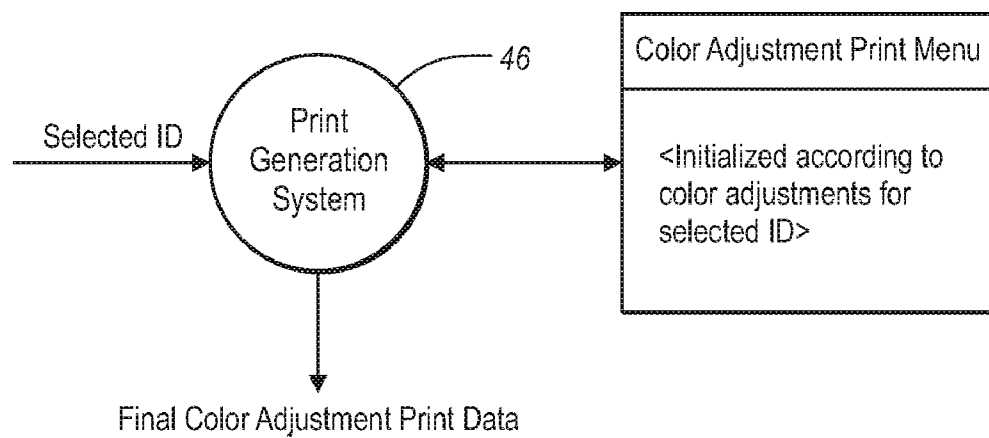 46
Color Adjustment Print Menu
Selected ID
Print
Generation
System
<Initialized according to
color adjustments for
selected ID>
Final Color Adjustment Print Data